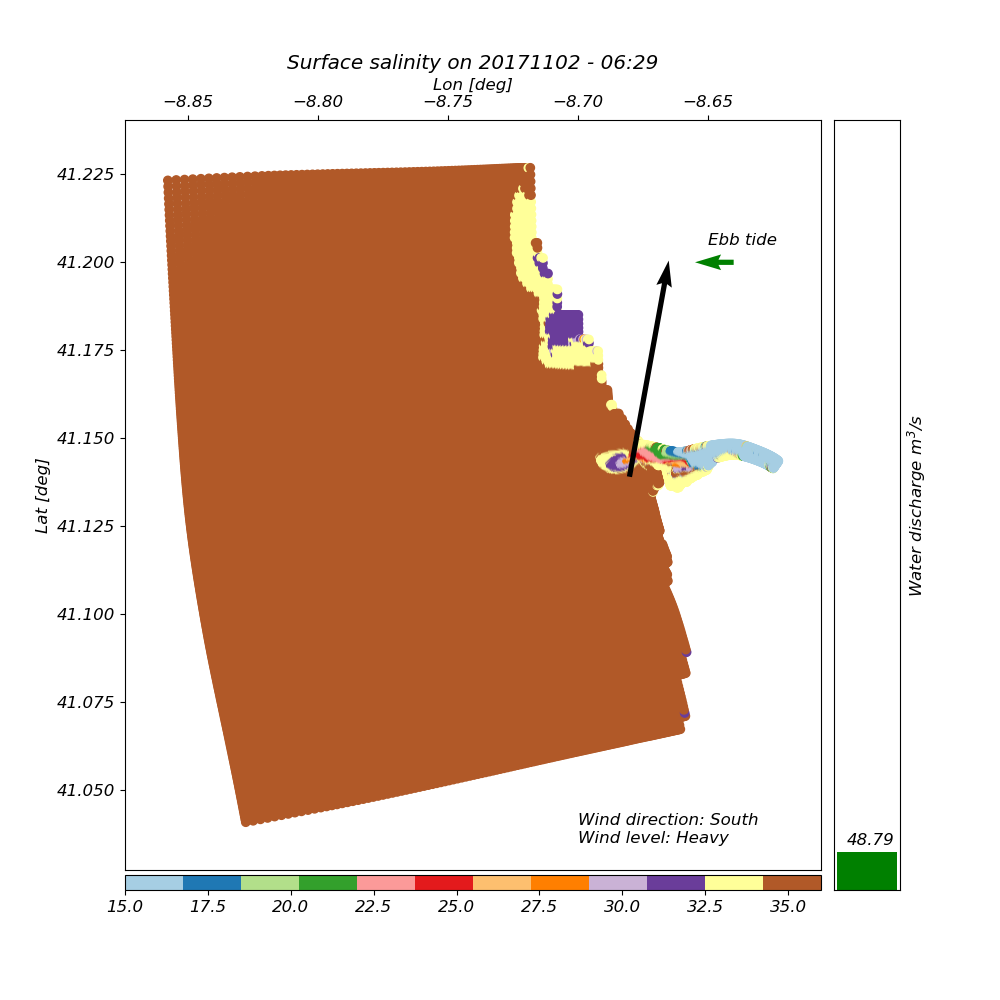 Surface salinity on 20171102 - 06:29
Lon [deg]
−8.85 −8.80 −8.75 −8.70 −8.65
41.225
41.200
41.175
41.150
41.125
41.100
41.075
41.050
Lat [deg]
Ebb tide
Wind direction: South
Wind level: Heavy
48.79
Water discharge m³/s
15.0 17.5 20.0 22.5 25.0 27.5 30.0 32.5 35.0